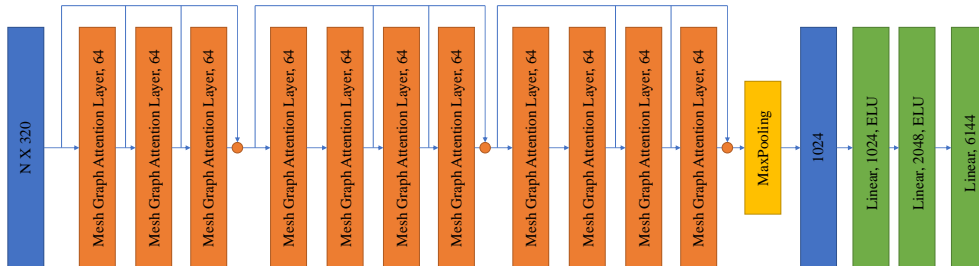 N X 320
Mesh Graph Attention Layer, 64
Mesh Graph Attention Layer, 64
Mesh Graph Attention Layer, 64
Mesh Graph Attention Layer, 64
Mesh Graph Attention Layer, 64
Mesh Graph Attention Layer, 64
Mesh Graph Attention Layer, 64
Mesh Graph Attention Layer, 64
Mesh Graph Attention Layer, 64
Mesh Graph Attention Layer, 64
Mesh Graph Attention Layer, 64
MaxPooling
1024
Linear, 1024, ELU
Linear, 2048, ELU
Linear, 6144